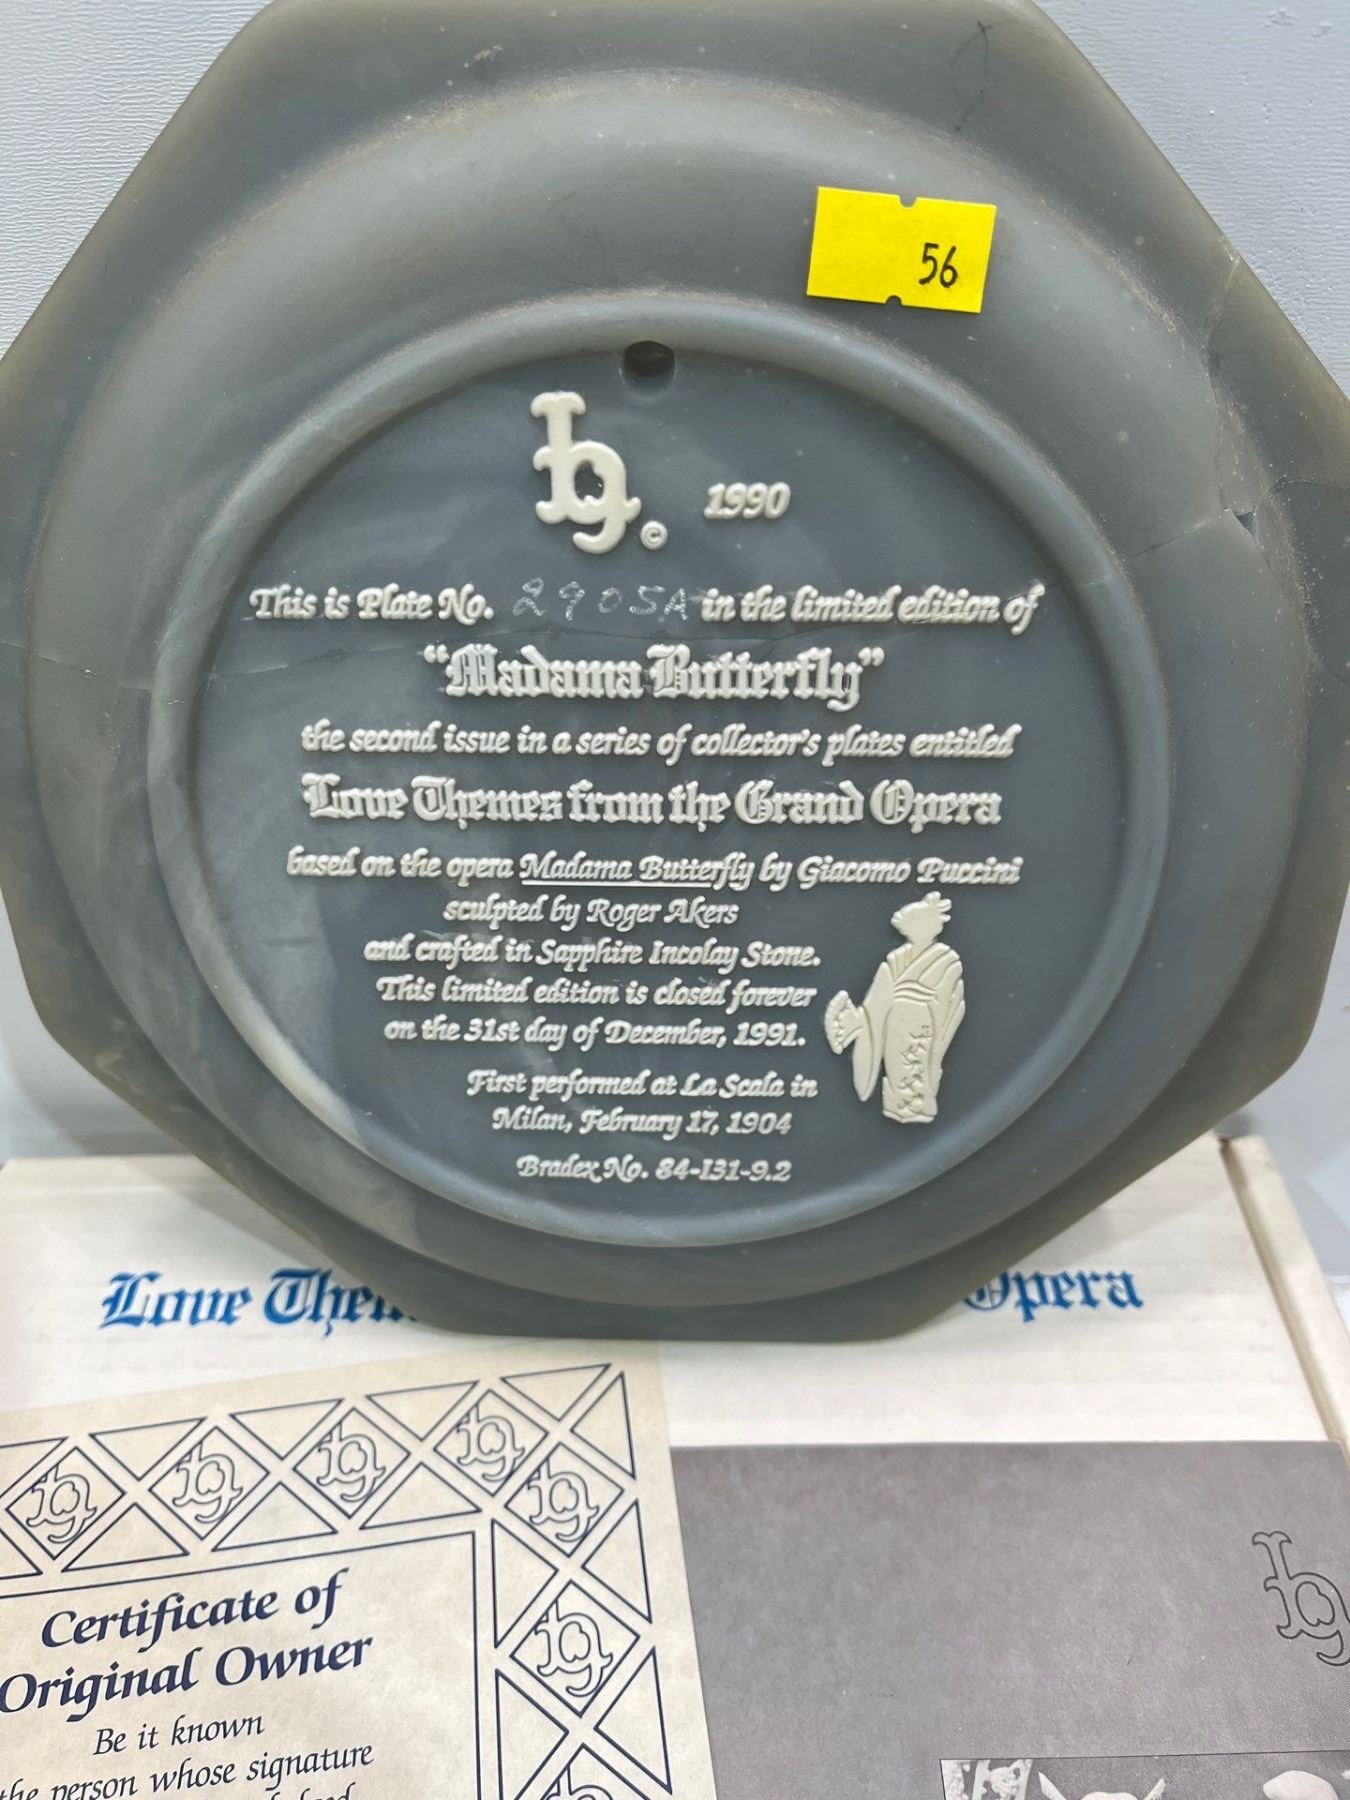 56
© 1990
This is Plate No. 2905A in the limited edition of
“Madama Butterfly”
the second issue in a series of collector's plates entitled
Love Themes from the Grand Opera
based on the opera Madama Butterfly by Giacomo Puccini
sculpted by Roger Akers
and crafted in Sapphire Incolay Stone.
This limited edition is closed forever
on the 31st day of December, 1991.
First performed at La Scala in
Milan, February 17, 1904
Bradex No. 84-I31-9.2
Love Opera
Certificate of
Original Owner
Be it known
the person whose signature